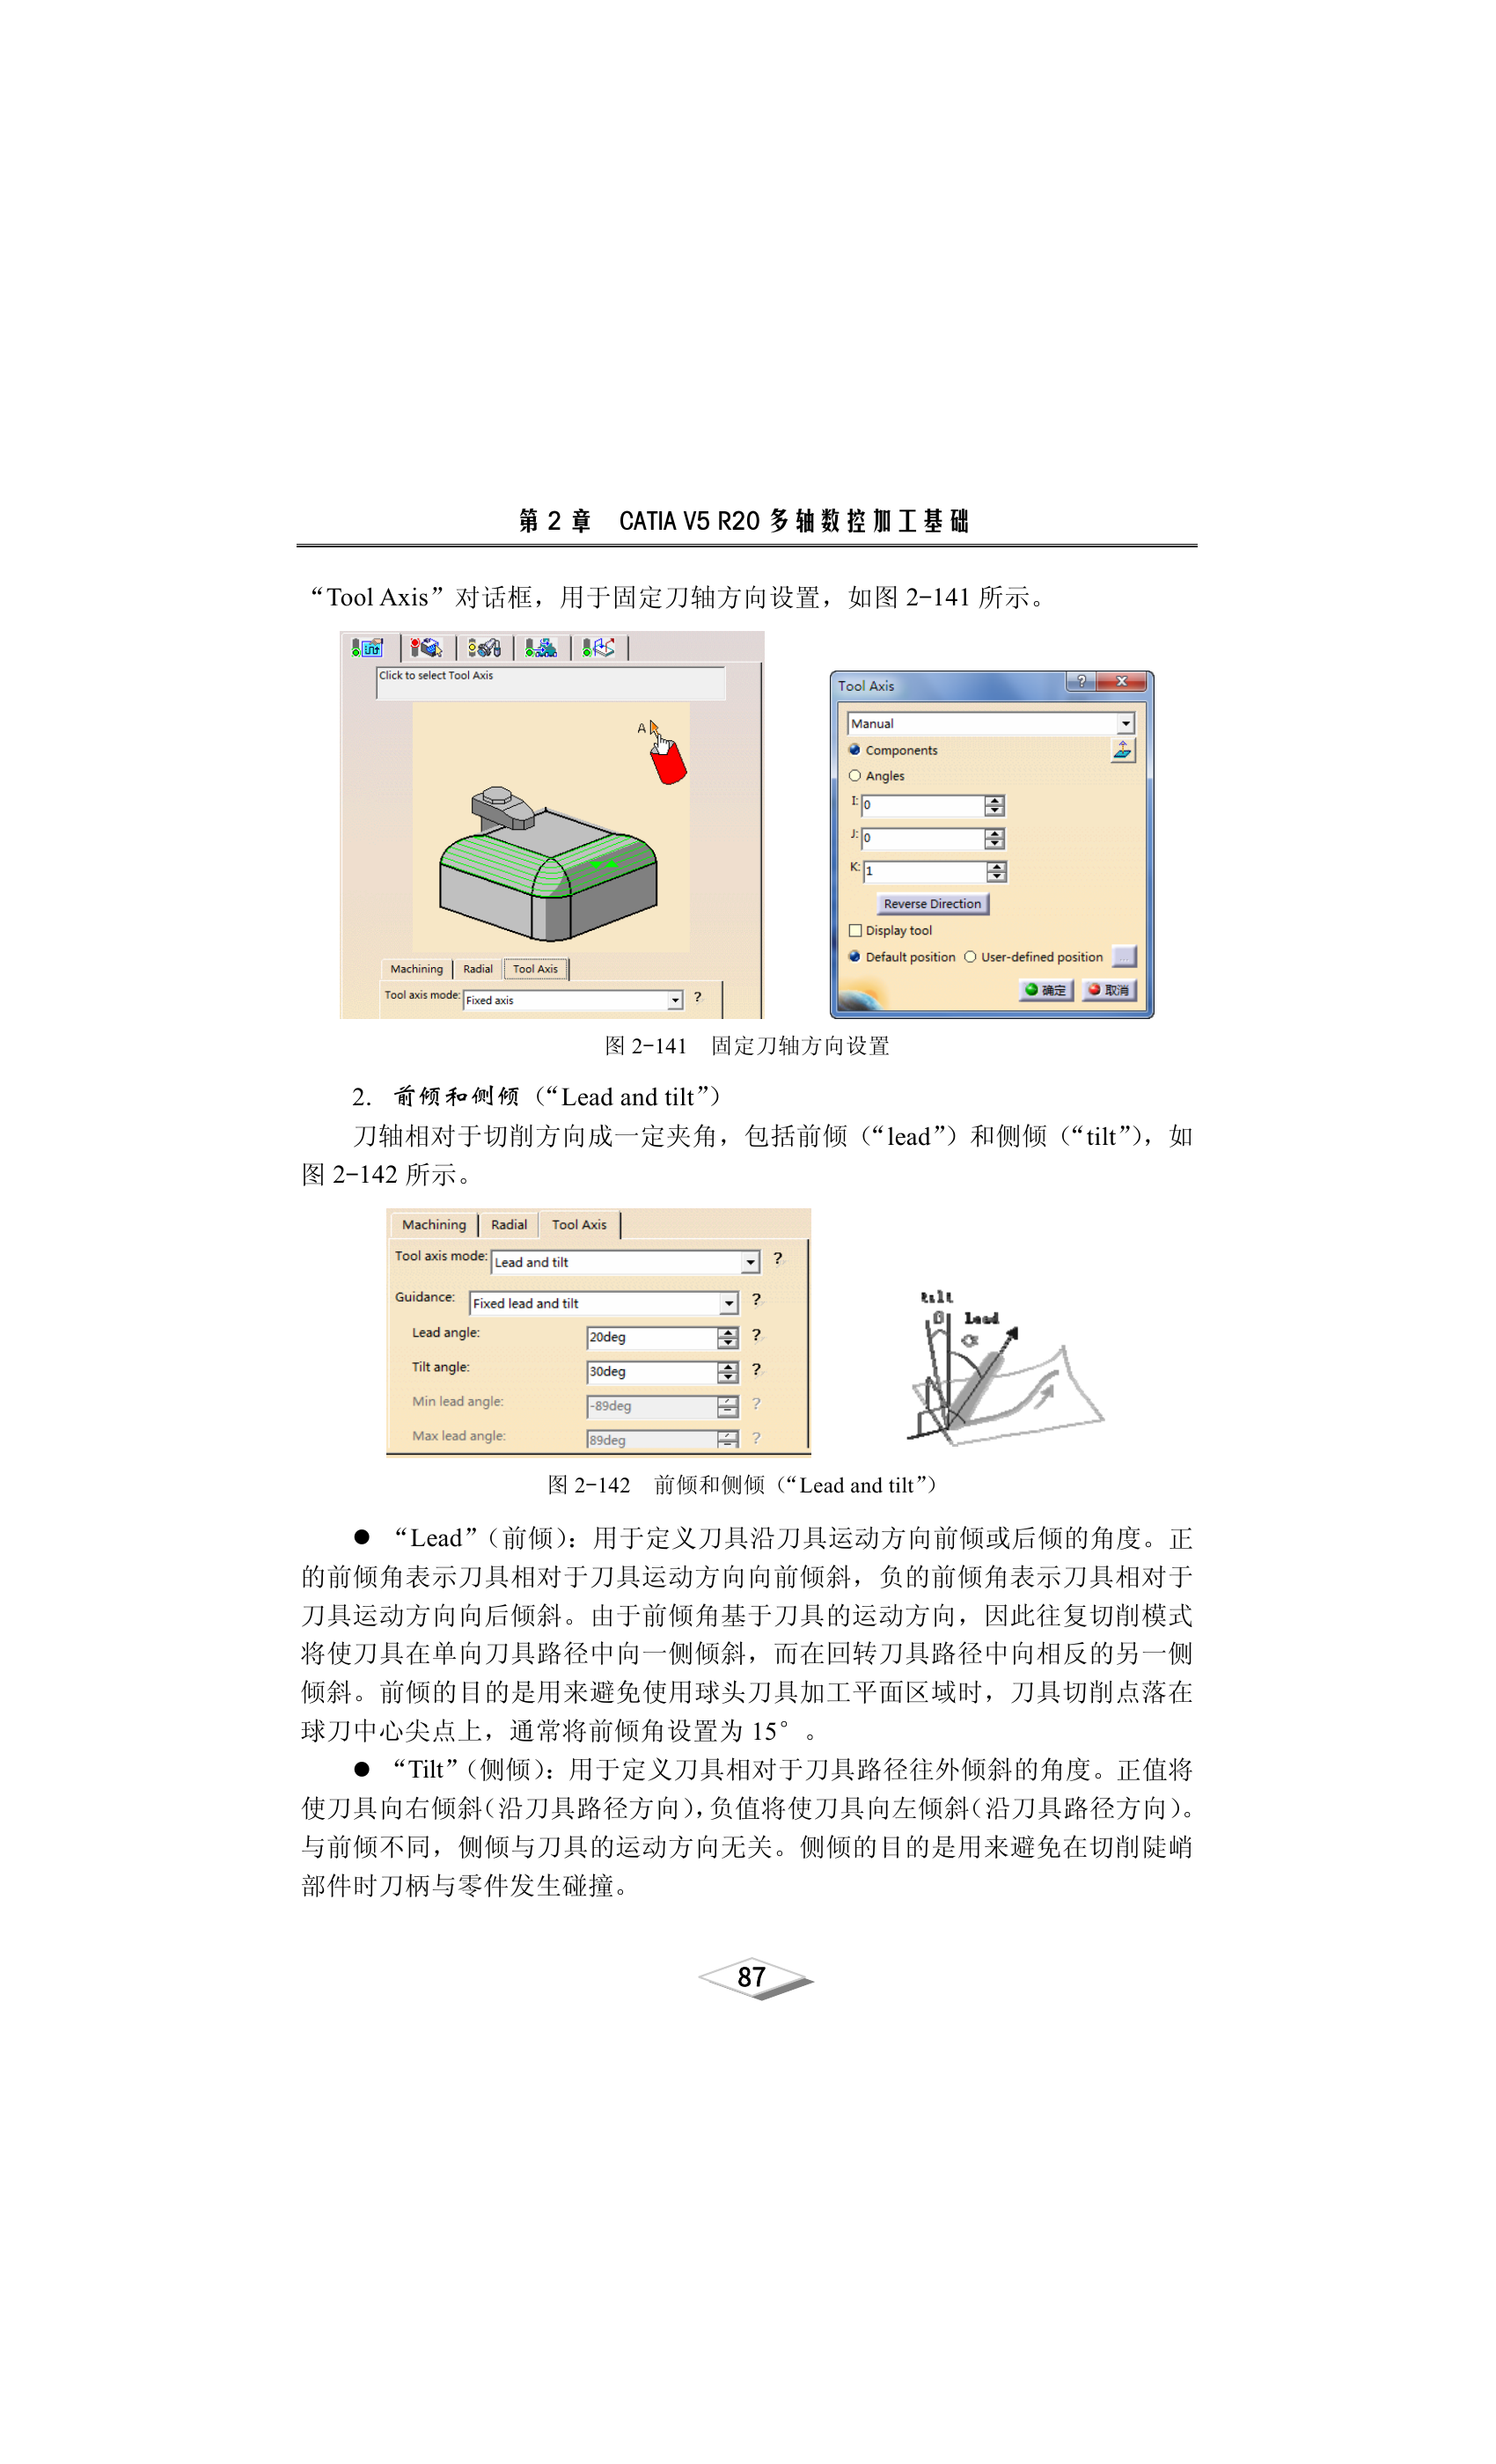 第 2 章 CATIA V5 R20 多轴数控加工基础
“Tool Axis”对话框，用于固定刀轴方向设置，如图 2-141 所示。
Click to select Tool Axis
A
Machining Radial Tool Axis
Tool axis mode: Fixed axis ?
Tool Axis
Manual
Components
Angles
I: 0
J: 0
K: 1
Reverse Direction
Display tool
Default position User-defined position ...
确定 取消
图 2-141 固定刀轴方向设置
2. 前倾和侧倾（“Lead and tilt”）
刀轴相对于切削方向成一定夹角，包括前倾（“lead”）和侧倾（“tilt”），如
图 2-142 所示。
Machining Radial Tool Axis
Tool axis mode: Lead and tilt ?
Guidance: Fixed lead and tilt ?
Lead angle: 20deg ?
Tilt angle: 30deg ?
Min lead angle: -89deg ?
Max lead angle: 89deg ?
tilt
Lead
α
图 2-142 前倾和侧倾（“Lead and tilt”）
● “Lead”（前倾）：用于定义刀具沿刀具运动方向前倾或后倾的角度。正
的前倾角表示刀具相对于刀具运动方向向前倾斜，负的前倾角表示刀具相对于
刀具运动方向向后倾斜。由于前倾角基于刀具的运动方向，因此往复切削模式
将使刀具在单向刀具路径中向一侧倾斜，而在回转刀具路径中向相反的另一侧
倾斜。前倾的目的是用来避免使用球头刀具加工平面区域时，刀具切削点落在
球刀中心尖点上，通常将前倾角设置为 15°。
● “Tilt”（侧倾）：用于定义刀具相对于刀具路径往外倾斜的角度。正值将
使刀具向右倾斜（沿刀具路径方向），负值将使刀具向左倾斜（沿刀具路径方向）。
与前倾不同，侧倾与刀具的运动方向无关。侧倾的目的是用来避免在切削陡峭
部件时刀柄与零件发生碰撞。
87